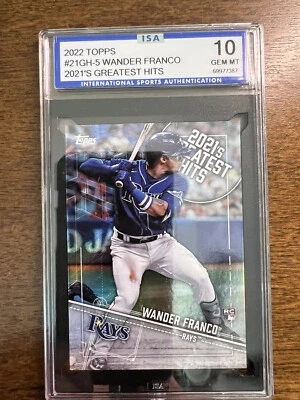 ISA
2022 TOPPS
#21GH-5 WANDER FRANCO
2021'S GREATEST HITS
10
GEM MT
69977387
INTERNATIONAL SPORTS AUTHENTICATION
Topps
2021's
GREATEST
HITS
WANDER FRANCO
RAYS
RAYS
RC
ISA